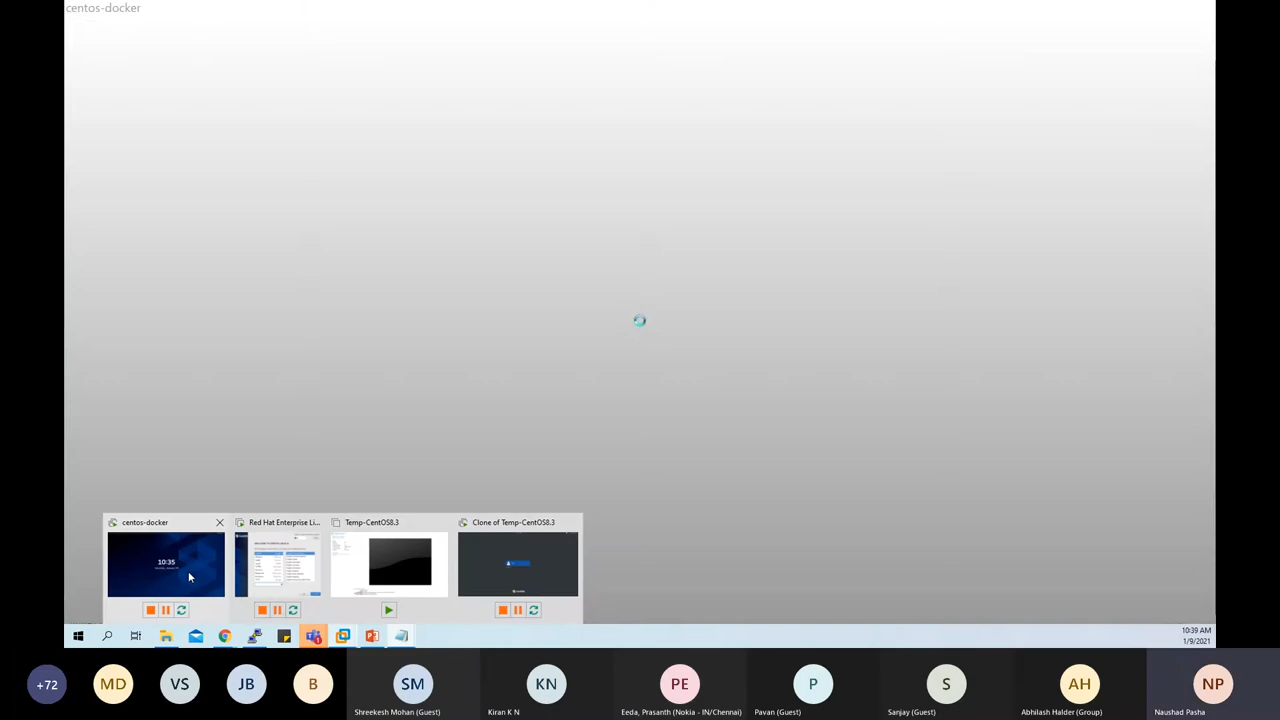 centos-docker
centos-docker
Red Hat Enterprise Li...
Temp-CentOS8.3
Clone of Temp-CentOS8.3
10:35
10:39 AM
1/9/2021
+72
MD
VS
JB
B
SM
KN
PE
P
S
AH
NP
Shreekesh Mohan (Guest)
Kiran K N
Eeda, Prasanth (Nokia - IN/Chennai)
Pavan (Guest)
Sanjay (Guest)
Abhilash Halder (Group)
Naushad Pasha